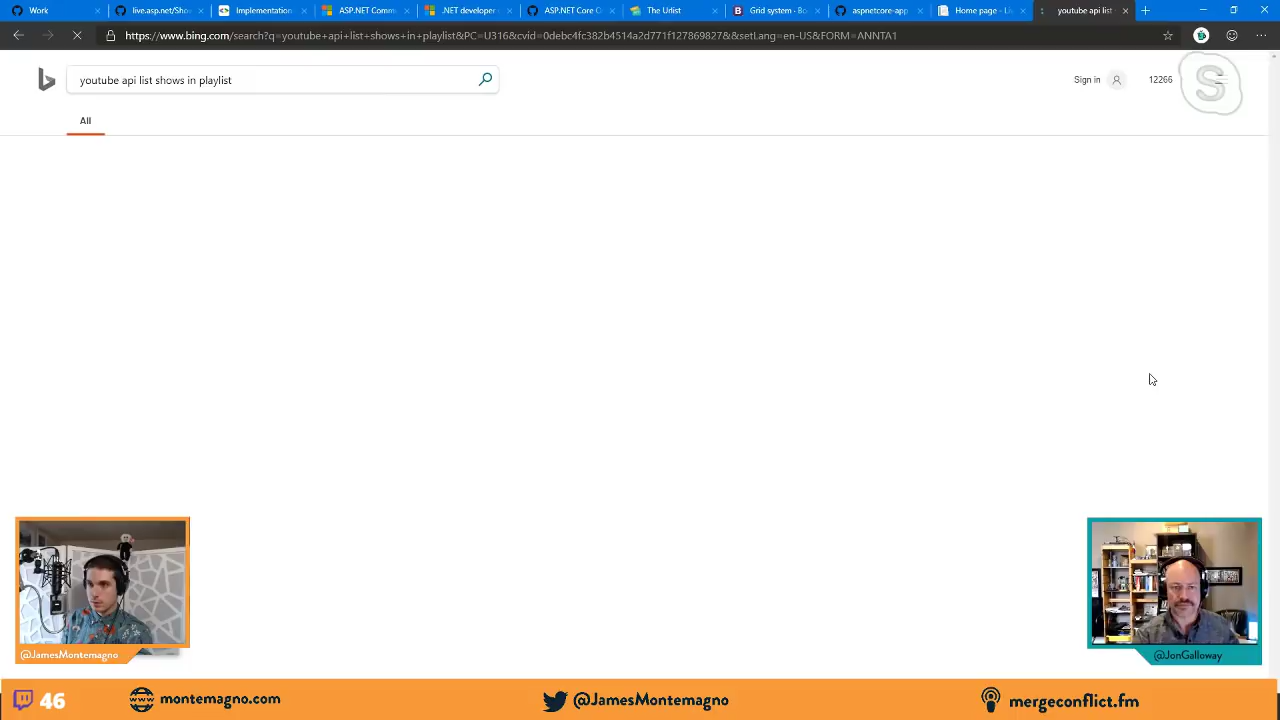 Work
live.asp.net/Sho
Implementation
ASP.NET Comm
.NET developer
ASP.NET Core
The Urlist
Grid system - Bo
aspnetcore-app
Home page - Li
youtube api list
https://www.bing.com/search?q=youtube+api+list+shows+in+playlist&PC=U316&cvid=0debc4fc382b4514a2d771f127869827&&setLang=en-US&FORM=ANNTA1
youtube api list shows in playlist
Sign in
12266
All
@JamesMontemagno
@JonGalloway
46
montemagno.com
@JamesMontemagno
mergeconflict.fm